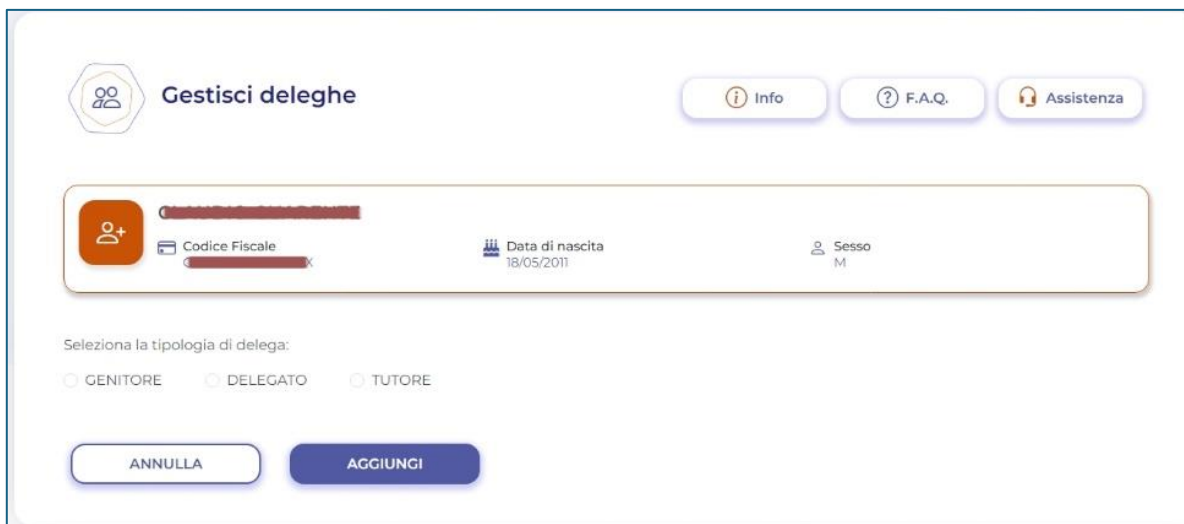 Gestisci deleghe
Info
F.A.Q.
Assistenza
Codice Fiscale
Data di nascita
18/05/2011
Sesso
M
Seleziona la tipologia di delega:
GENITORE DELEGATO TUTORE
ANNULLA AGGIUNGI